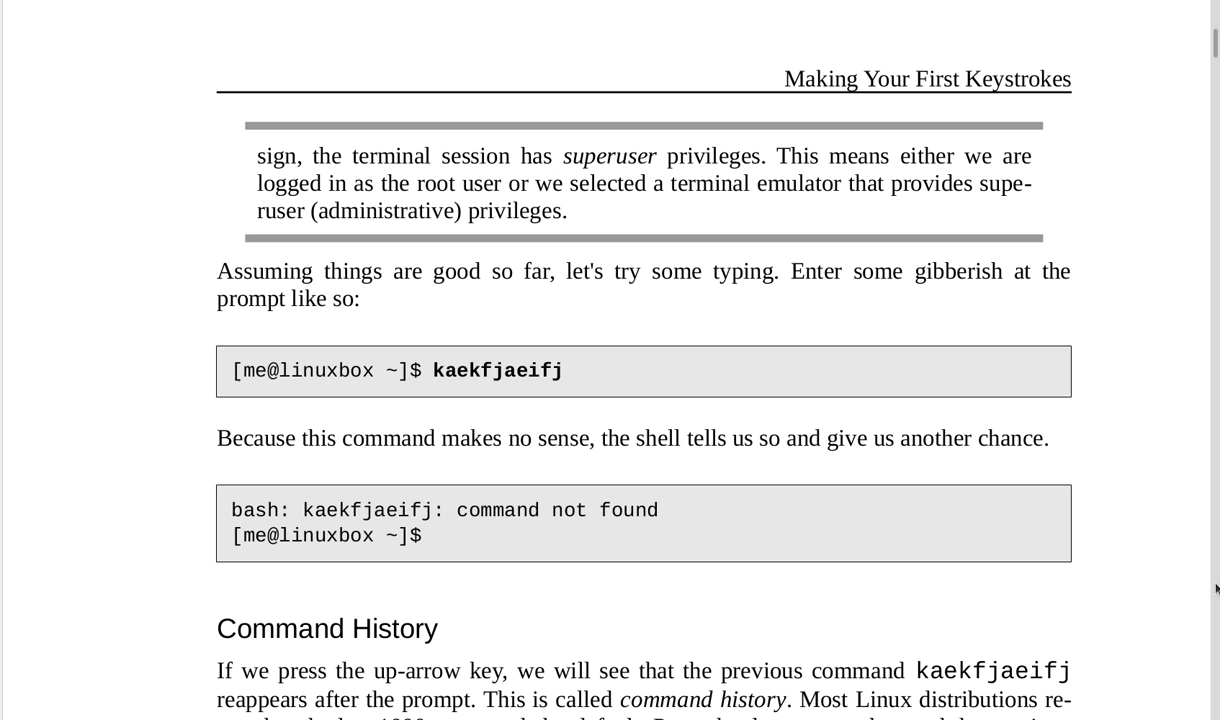 Making Your First Keystrokes
sign, the terminal session has superuser privileges. This means either we are
logged in as the root user or we selected a terminal emulator that provides supe-
ruser (administrative) privileges.
Assuming things are good so far, let's try some typing. Enter some gibberish at the
prompt like so:
[me@linuxbox ~]$ kaekfjaeifj
Because this command makes no sense, the shell tells us so and give us another chance.
bash: kaekfjaeifj: command not found
[me@linuxbox ~]$
Command History
If we press the up-arrow key, we will see that the previous command kaekfjaeifj
reappears after the prompt. This is called command history. Most Linux distributions re-